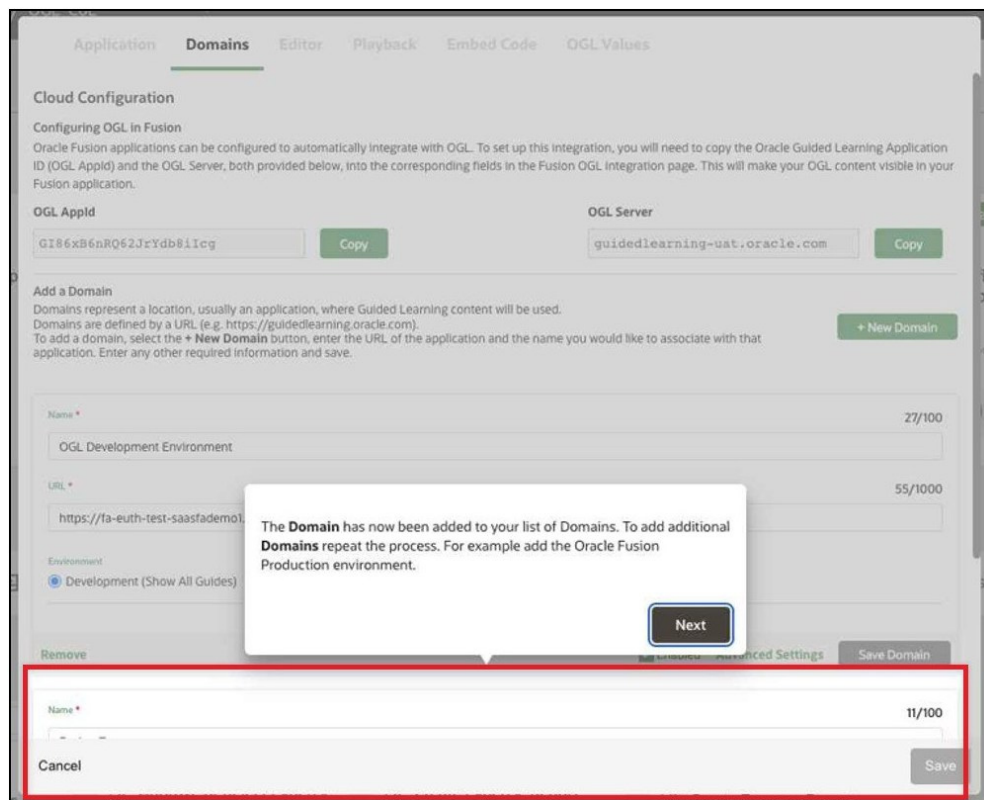 Application Domains Editor Playback Embed Code OGL Values
Cloud Configuration
Configuring OGL in Fusion
Oracle Fusion applications can be configured to automatically integrate with OGL. To set up this integration, you will need to copy the Oracle Guided Learning Application
ID (OGL AppId) and the OGL Server, both provided below, into the corresponding fields in the Fusion OGL Integration page. This will make your OGL content visible in your
Fusion application.
OGL AppId OGL Server
GI86xB6nRQ62JrYdb8iIcg Copy guidedlearning-uat.oracle.com Copy
Add a Domain
Domains represent a location, usually an application, where Guided Learning content will be used.
Domains are defined by a URL (e.g. https://guidedlearning.oracle.com).
To add a domain, select the + New Domain button, enter the URL of the application and the name you would like to associate with that
application. Enter any other required information and save.
+ New Domain
Name * 27/100
OGL Development Environment
URL * 55/1000
https://fa-euth-test-saasfademo1.
The Domain has now been added to your list of Domains. To add additional
Domains repeat the process. For example add the Oracle Fusion
Production environment.
Environment
Development (Show All Guides)
Next
Remove Enabled Advanced Settings Save Domain
Name * 11/100
Cancel Save